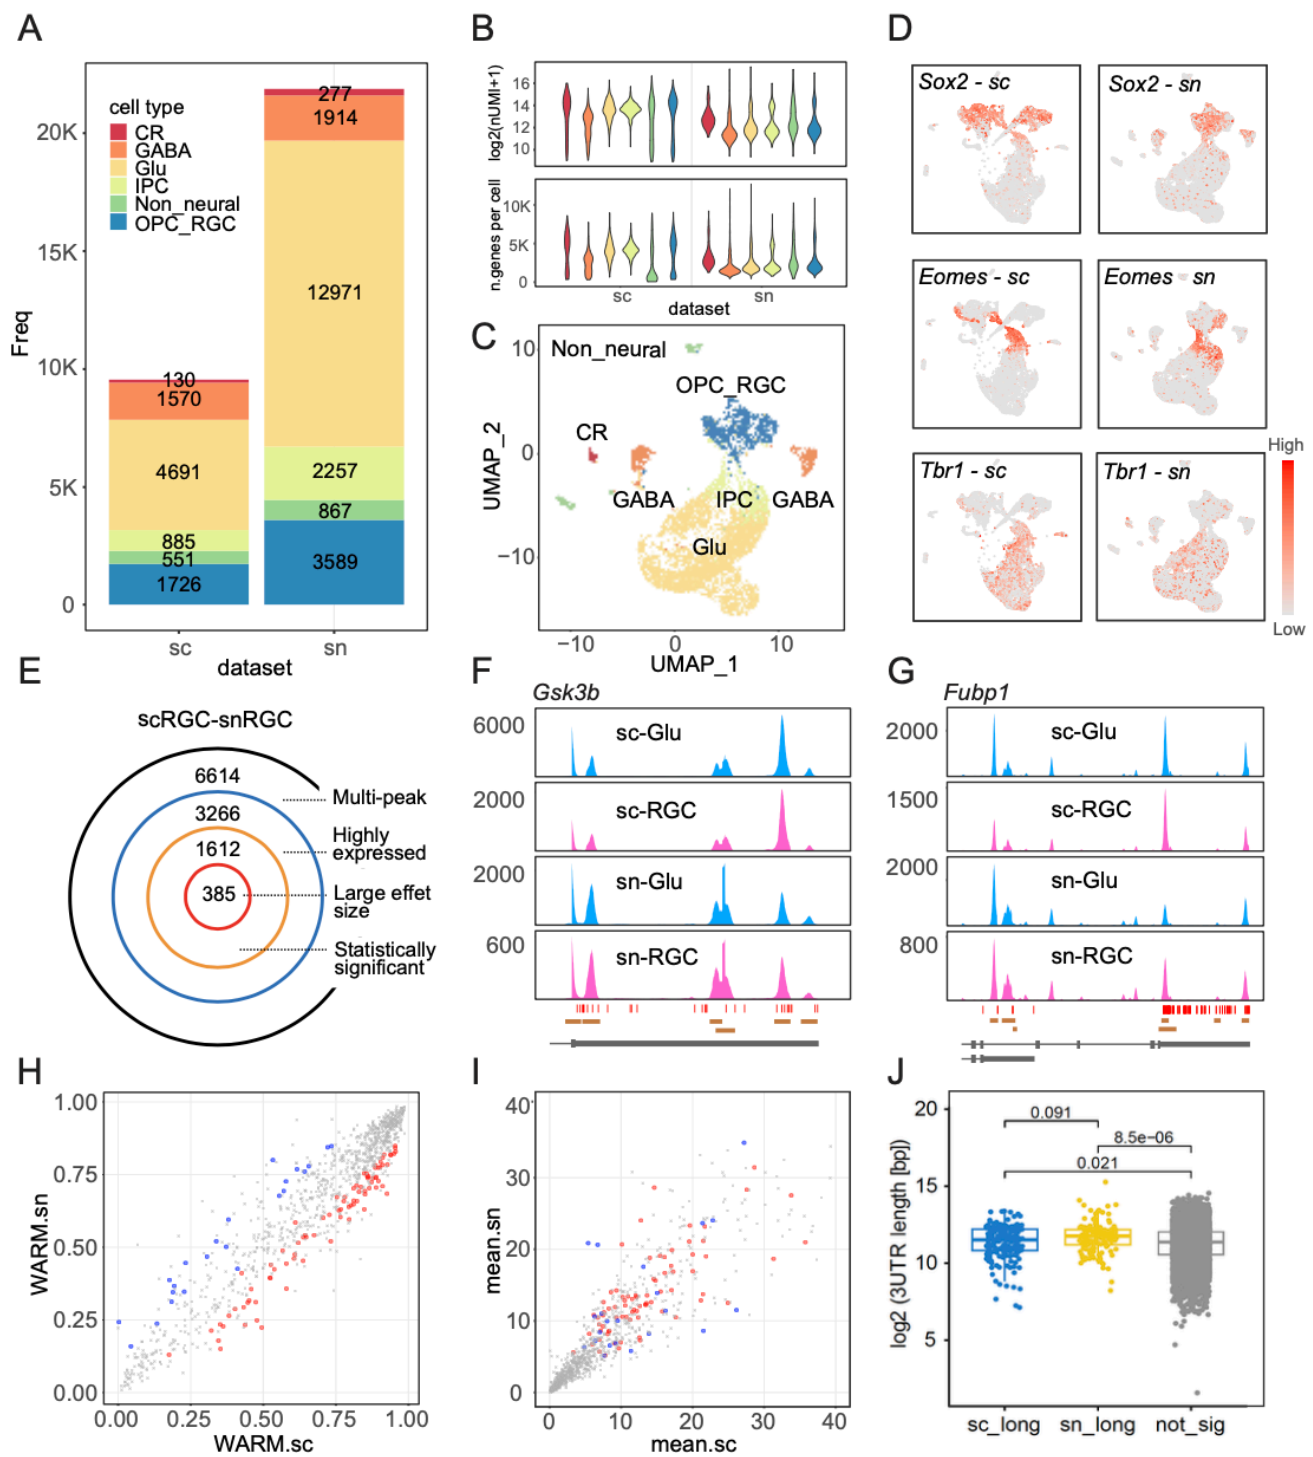 A
20K
15K
10K
5K
0
Freq
cell type
CR
GABA
Glu
IPC
Non_neural
OPC_RGC
277
1914
12971
2257
867
3589
130
1570
4691
885
551
1726
sc
sn
dataset
B
16
14
12
10
log2(nUMI+1)
10K
5K
0
n.genes per cell
sc
sn
dataset
C
10
0
−10
UMAP_2
Non_neural
OPC_RGC
CR
GABA
IPC
GABA
Glu
−10
0
10
UMAP_1
D
Sox2 - sc
Sox2 - sn
Eomes - sc
Eomes sn
Tbr1 - sc
Tbr1 - sn
High
Low
E
scRGC-snRGC
6614
3266
1612
385
Multi-peak
Highly
expressed
Large effet
size
Statistically
significant
F
Gsk3b
6000
sc-Glu
2000
sc-RGC
2000
sn-Glu
600
sn-RGC
G
Fubp1
2000
sc-Glu
1500
sc-RGC
2000
sn-Glu
800
sn-RGC
H
1.00
0.75
0.50
0.25
0.00
WARM.sn
0.00
0.25
0.50
0.75
1.00
WARM.sc
I
40
30
20
10
0
mean.sn
0
10
20
30
40
mean.sc
J
20
15
10
5
log2 (3UTR length [bp])
0.091
8.5e−06
0.021
sc_long
sn_long
not_sig